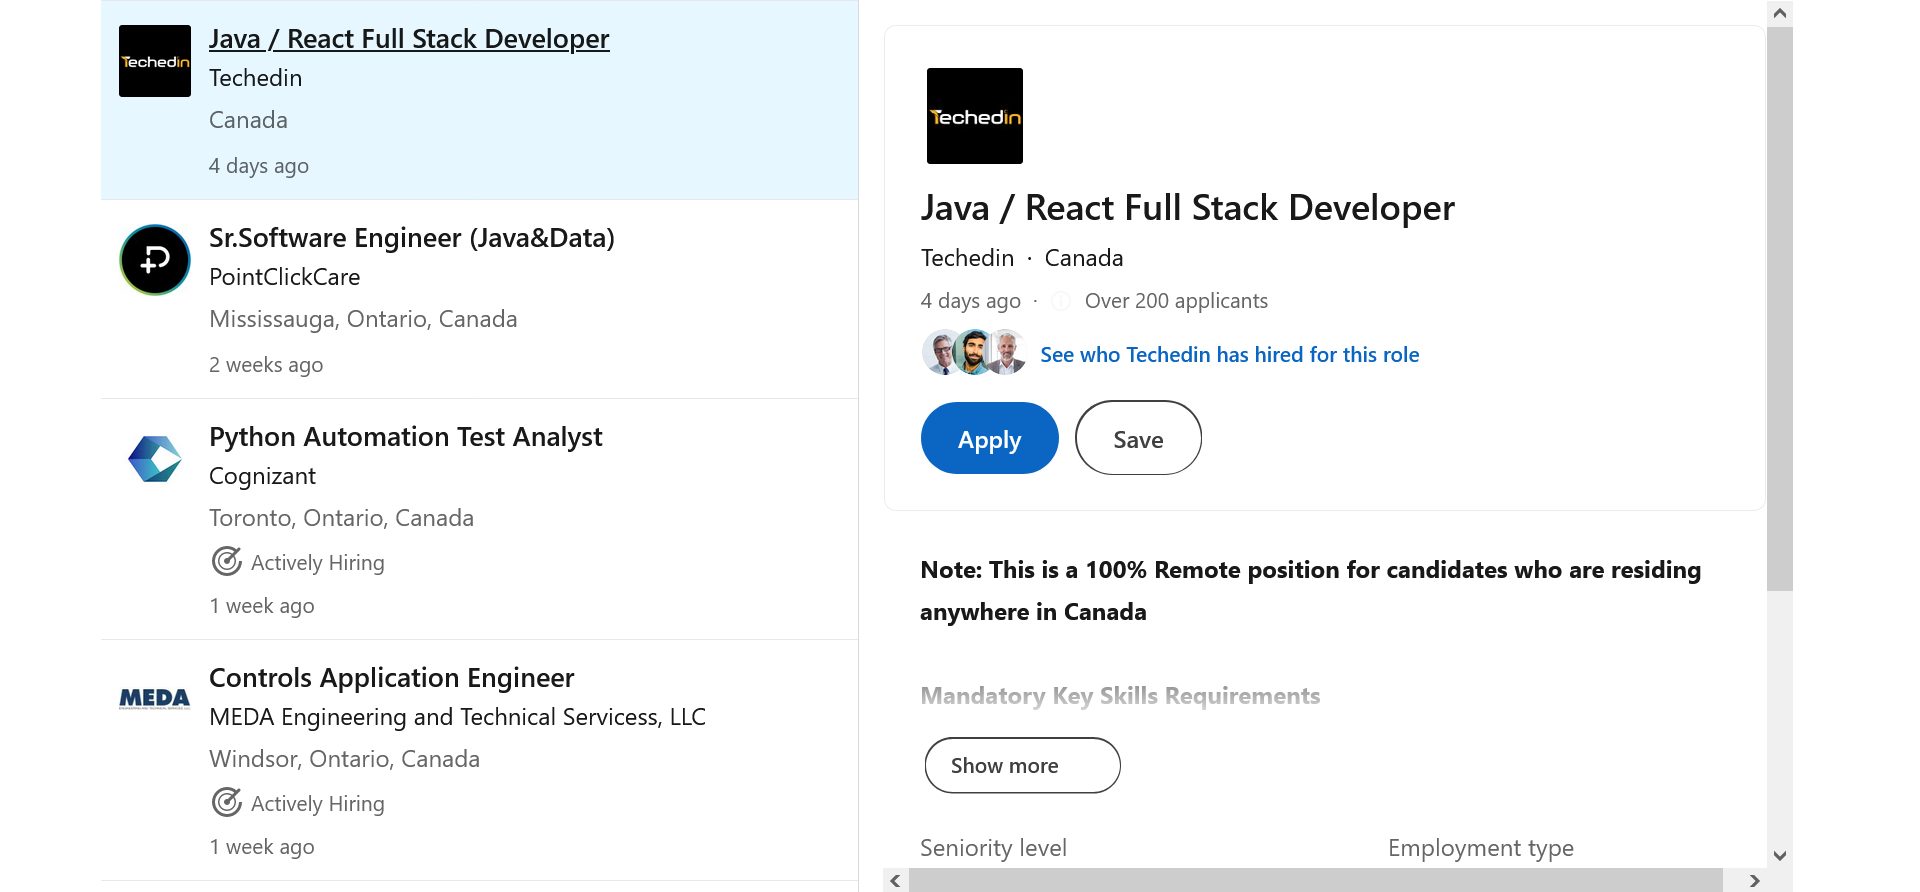 Techedin
Java / React Full Stack Developer
Techedin
Canada
4 days ago
Sr.Software Engineer (Java&Data)
PointClickCare
Mississauga, Ontario, Canada
2 weeks ago
Python Automation Test Analyst
Cognizant
Toronto, Ontario, Canada
Actively Hiring
1 week ago
MEDA
Controls Application Engineer
MEDA Engineering and Technical Servicess, LLC
Windsor, Ontario, Canada
Actively Hiring
1 week ago
Techedin
Java / React Full Stack Developer
Techedin · Canada
4 days ago · Over 200 applicants
See who Techedin has hired for this role
Apply Save
Note: This is a 100% Remote position for candidates who are residing
anywhere in Canada
Mandatory Key Skills Requirements
Show more
Seniority level Employment type